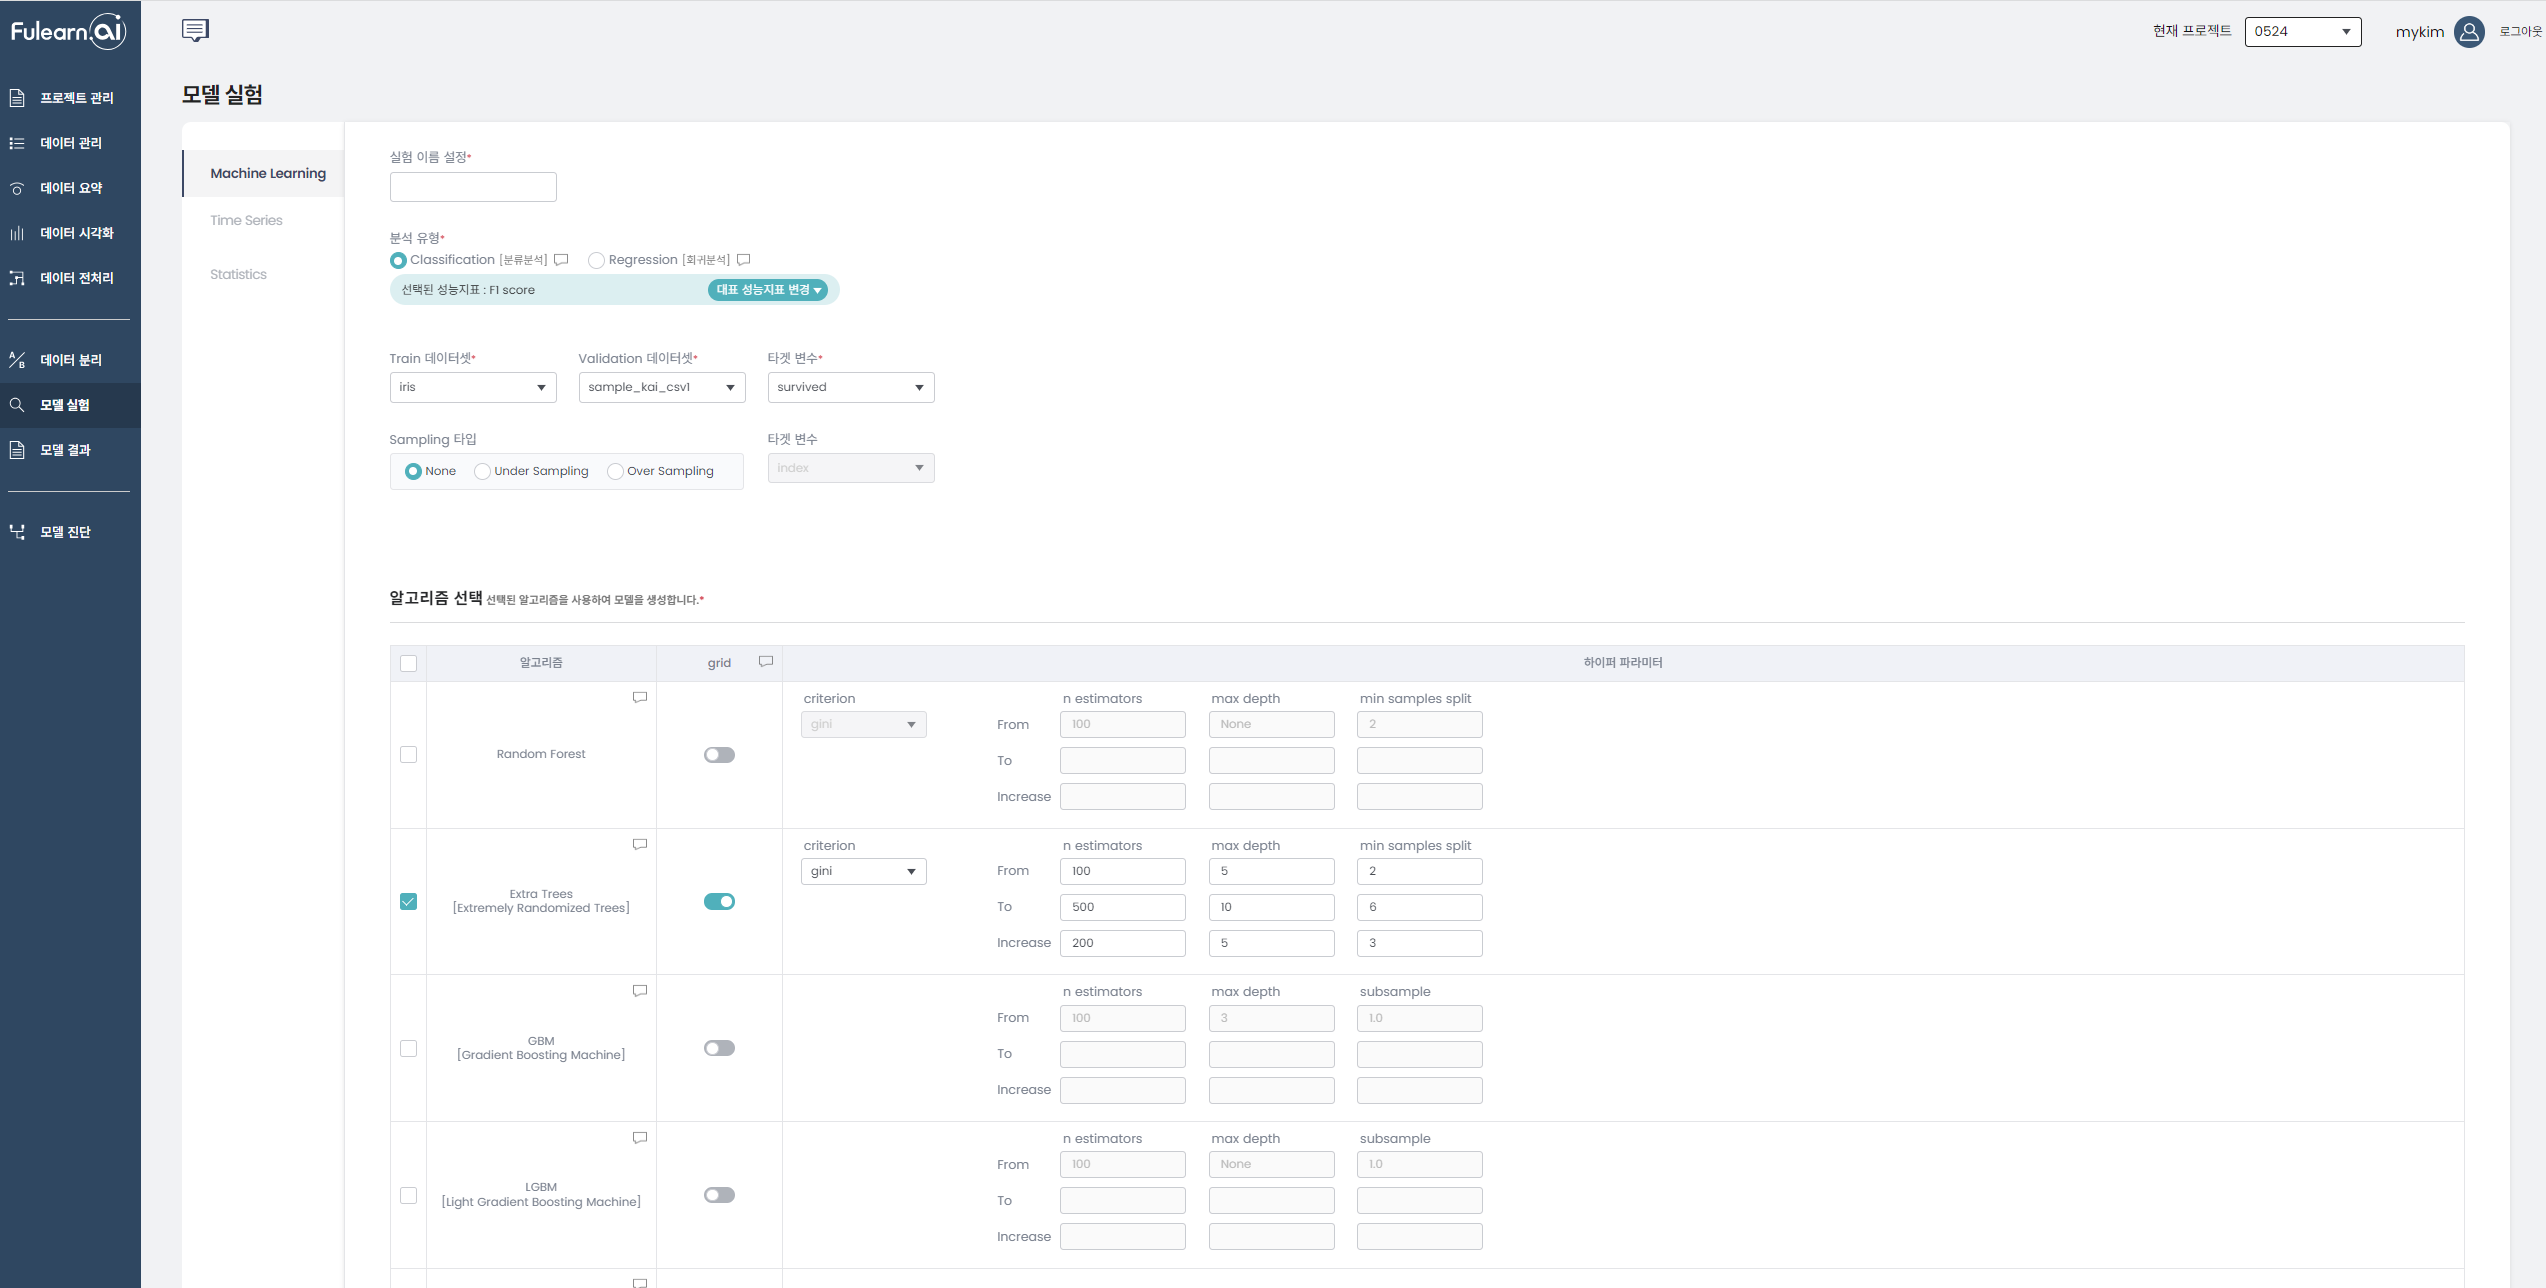 Fulearn.ai
현재 프로젝트 0524 mykim 로그아웃
프로젝트 관리
데이터 관리
데이터 요약
데이터 시각화
데이터 전처리
데이터 분리
모델 실험
모델 결과
모델 진단
모델 실험
Machine Learning
Time Series
Statistics
실험 이름 설정*
분석 유형*
Classification [분류분석] Regression [회귀분석]
선택된 성능지표 : F1 score 대표 성능지표 변경
Train 데이터셋* Validation 데이터셋* 타겟 변수*
iris sample_kai_csv1 survived
Sampling 타입 타겟 변수
None Under Sampling Over Sampling index
알고리즘 선택 선택된 알고리즘을 사용하여 모델을 생성합니다.*
알고리즘 grid 하이퍼 파라미터
criterion n estimators max depth min samples split
gini From 100 None 2
Random Forest
To
Increase
criterion n estimators max depth min samples split
gini From 100 5 2
Extra Trees
[Extremely Randomized Trees]
To 500 10 6
Increase 200 5 3
n estimators max depth subsample
From 100 3 1.0
GBM
[Gradient Boosting Machine]
To
Increase
n estimators max depth subsample
From 100 None 1.0
LGBM
[Light Gradient Boosting Machine]
To
Increase
A/B